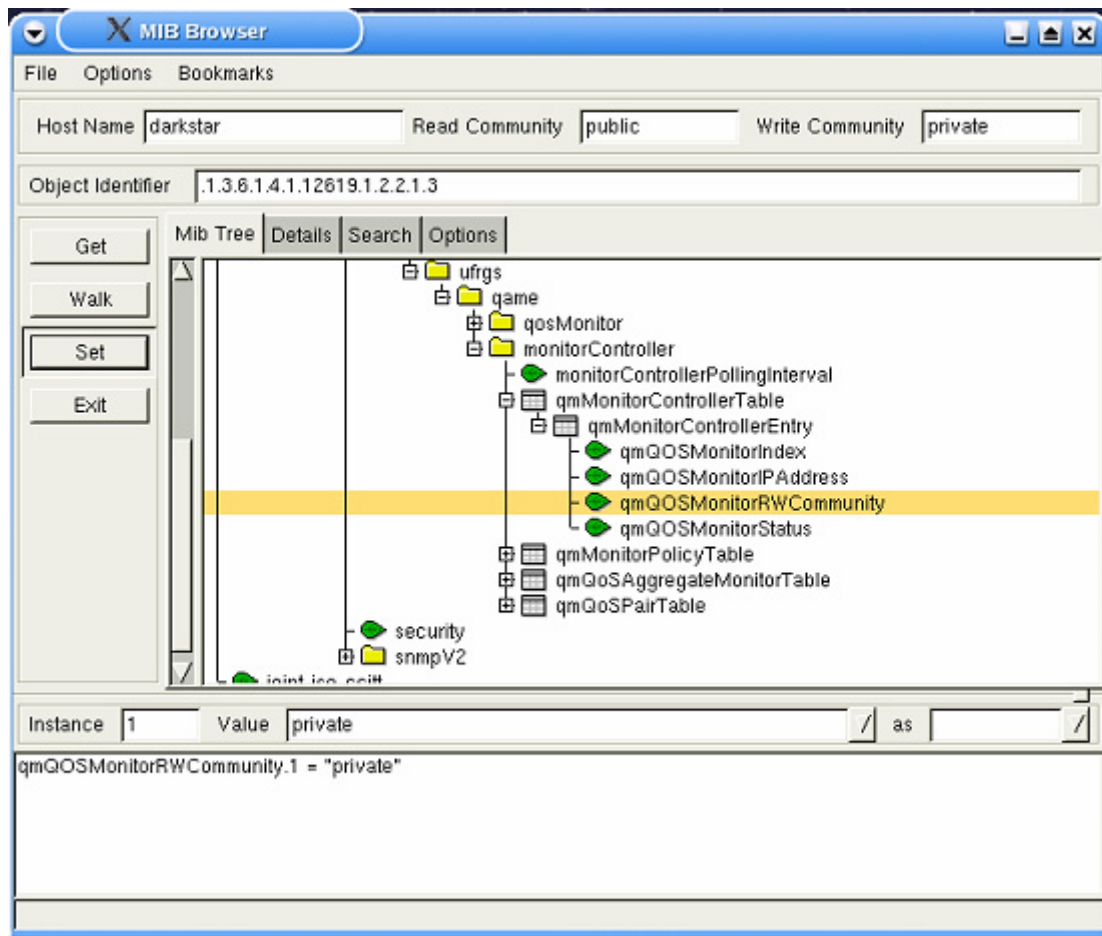 MIB Browser
File Options Bookmarks
Host Name darkstar Read Community public Write Community private
Object Identifier .1.3.6.1.4.1.12619.1.2.2.1.3
Get
Walk
Set
Exit
Mib Tree Details Search Options
ufrgs
qame
qosMonitor
monitorController
monitorControllerPollingInterval
qmMonitorControllerTable
qmMonitorControllerEntry
qmQOSMonitorIndex
qmQOSMonitorIPAddress
qmQOSMonitorRWCommunity
qmQOSMonitorStatus
qmMonitorPolicyTable
qmQoSAggregateMonitorTable
qmQoSPairTable
security
snmpV2
Instance 1 Value private as
qmQOSMonitorRWCommunity.1 = "private"